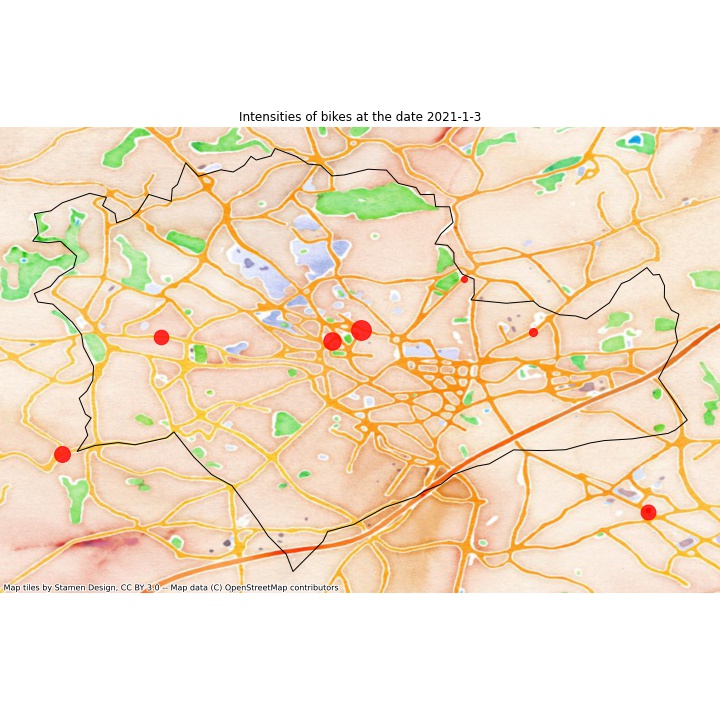 Intensities of bikes at the date 2021-1-3
Map tiles by Stamen Design, CC BY 3.0 -- Map data (C) OpenStreetMap contributors